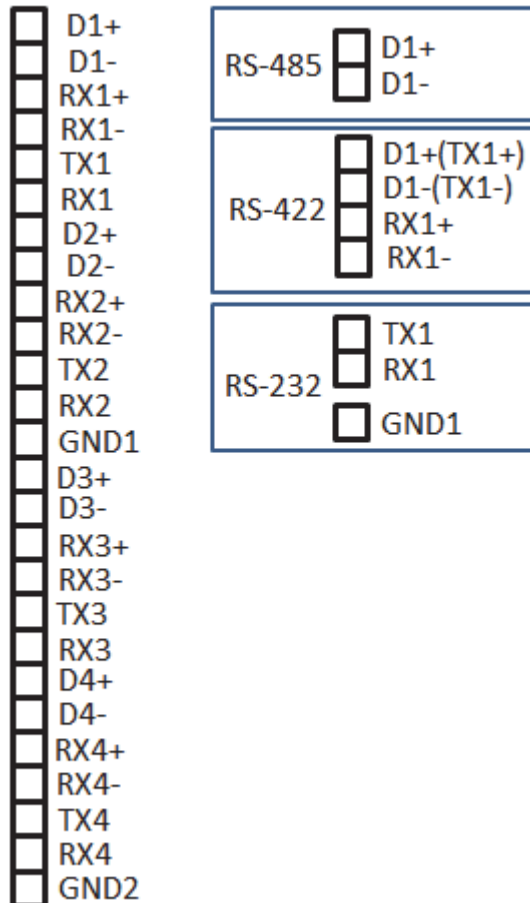 D1+
D1-
RX1+
RX1-
TX1
RX1
D2+
D2-
RX2+
RX2-
TX2
RX2
GND1
D3+
D3-
RX3+
RX3-
TX3
RX3
D4+
D4-
RX4+
RX4-
TX4
RX4
GND2
RS-485
D1+
D1-
RS-422
D1+(TX1+)
D1-(TX1-)
RX1+
RX1-
RS-232
TX1
RX1
GND1